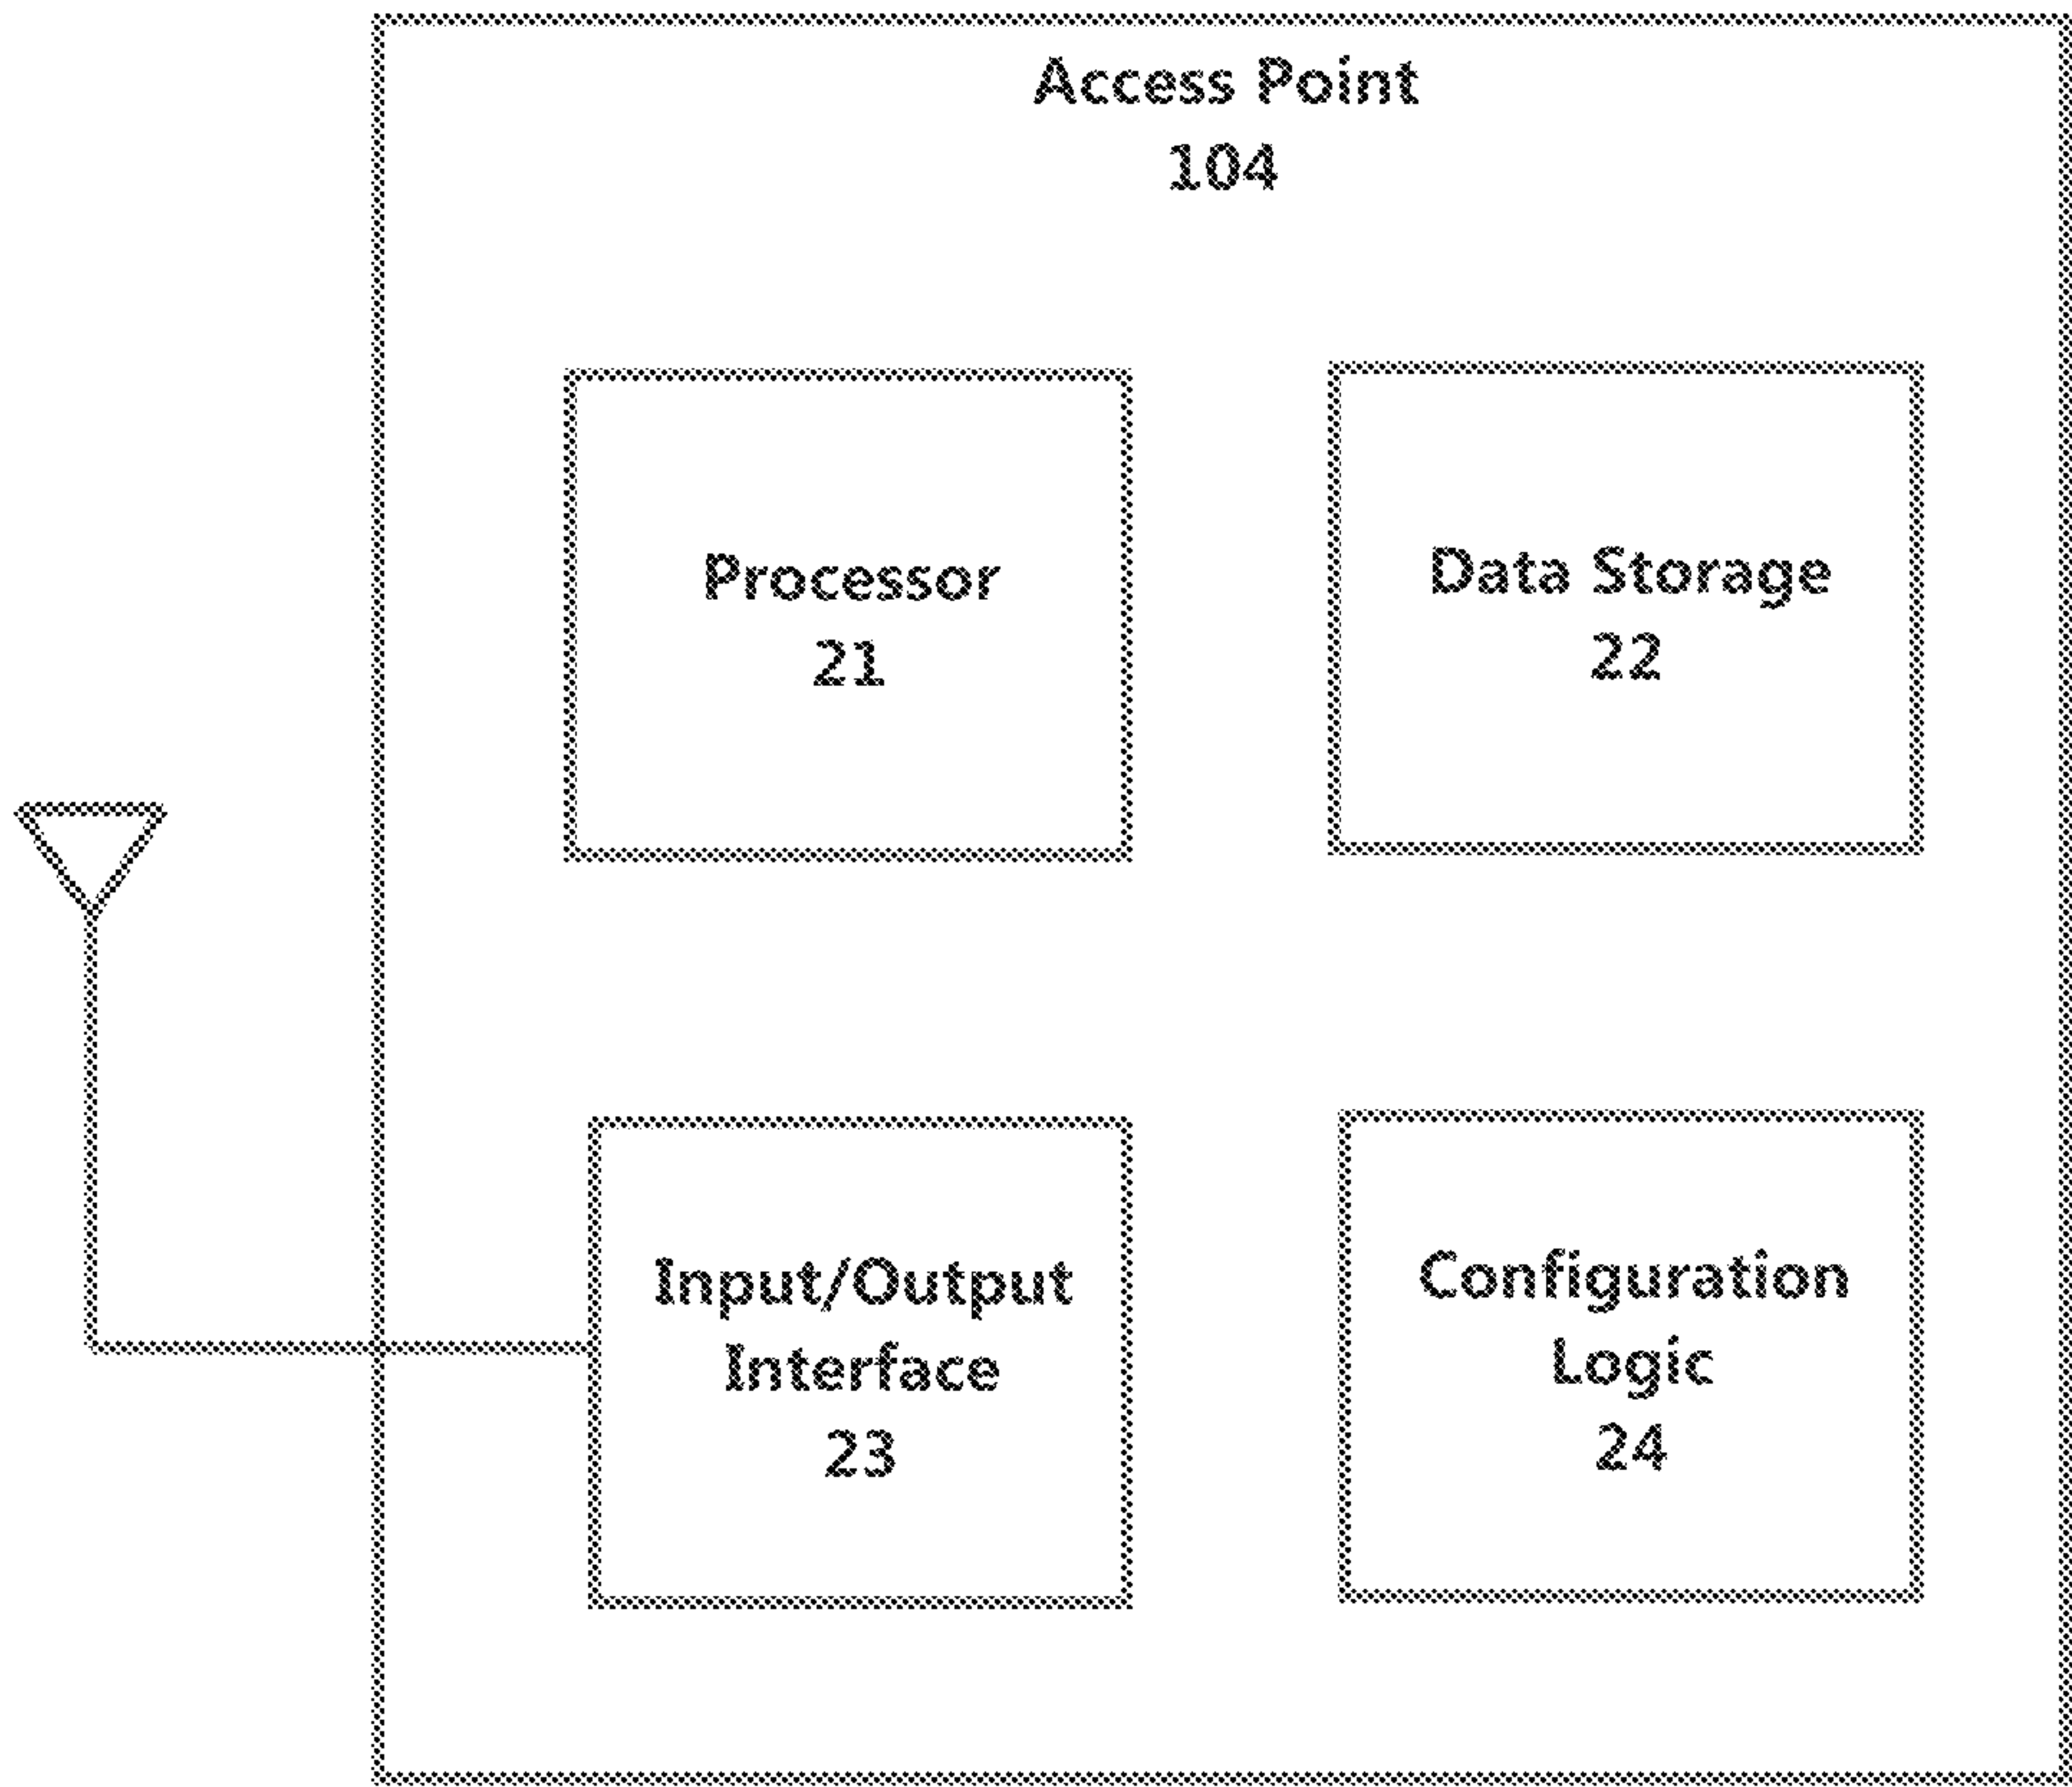 Access Point
104
Processor
21
Data Storage
22
Input/Output
Interface
23
Configuration
Logic
24